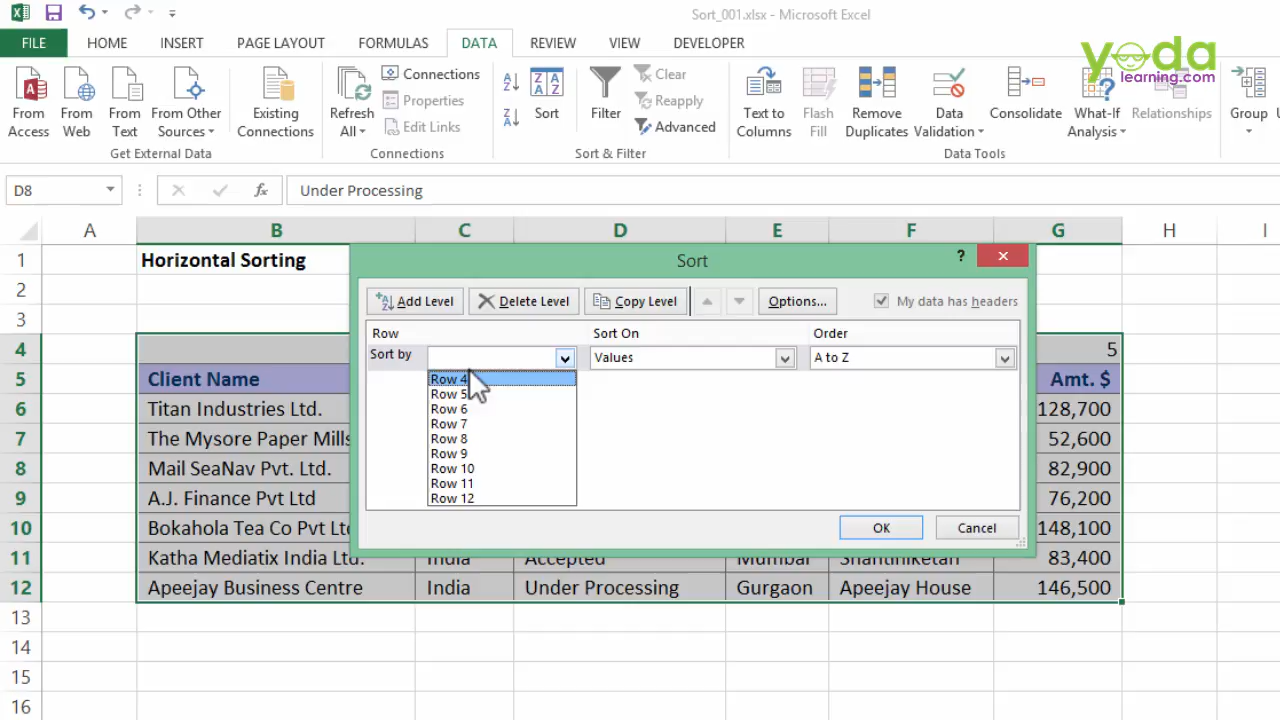 Sort_001.xlsx - Microsoft Excel
FILE HOME INSERT PAGE LAYOUT FORMULAS DATA REVIEW VIEW DEVELOPER
yoda
learning.com
From Access
From Web
From Text
From Other Sources
Existing Connections
Get External Data
Refresh All
Connections
Properties
Edit Links
Connections
Sort
Filter
Clear
Reapply
Advanced
Sort & Filter
Text to Columns
Flash Fill
Remove Duplicates
Data Validation
Consolidate
What-If Analysis
Relationships
Data Tools
Group
D8 fx Under Processing
A B C D E F G H I
1 Horizontal Sorting
2
3
4 5
5 Client Name Amt. $
6 Titan Industries Ltd. 128,700
7 The Mysore Paper Mills 52,600
8 Mail SeaNav Pvt. Ltd. 82,900
9 A.J. Finance Pvt Ltd 76,200
10 Bokahola Tea Co Pvt Ltd 148,100
11 Katha Mediatix India Ltd. India Accepted Mumbai Shantiniketan 83,400
12 Apeejay Business Centre India Under Processing Gurgaon Apeejay House 146,500
13
14
15
16
Sort ?
Add Level Delete Level Copy Level Options... My data has headers
Row Sort On Order
Sort by Values A to Z
Row 4
Row 5
Row 6
Row 7
Row 8
Row 9
Row 10
Row 11
Row 12
OK Cancel